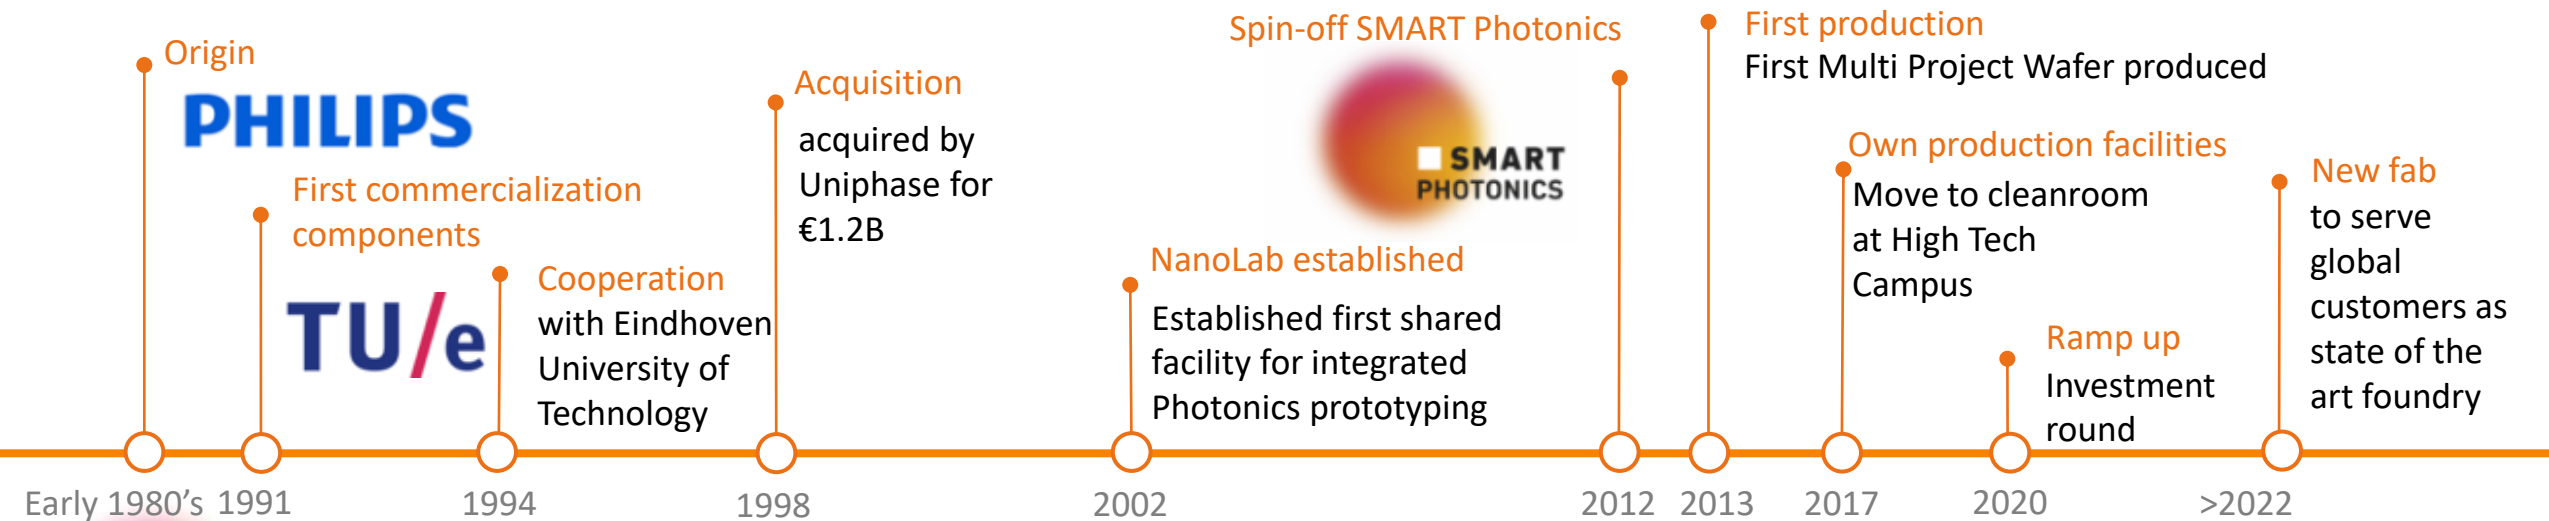 Origin
PHILIPS
First commercialization
components
TU/e
Cooperation
with Eindhoven
University of
Technology
Acquisition
acquired by
Uniphase for
€1.2B
NanoLab established
Established first shared
facility for integrated
Photonics prototyping
Spin-off SMART Photonics
SMART
PHOTONICS
First production
First Multi Project Wafer produced
Own production facilities
Move to cleanroom
at High Tech
Campus
Ramp up
Investment
round
New fab
to serve
global
customers as
state of the
art foundry
Early 1980’s 1991 1994 1998 2002 2012 2013 2017 2020 >2022